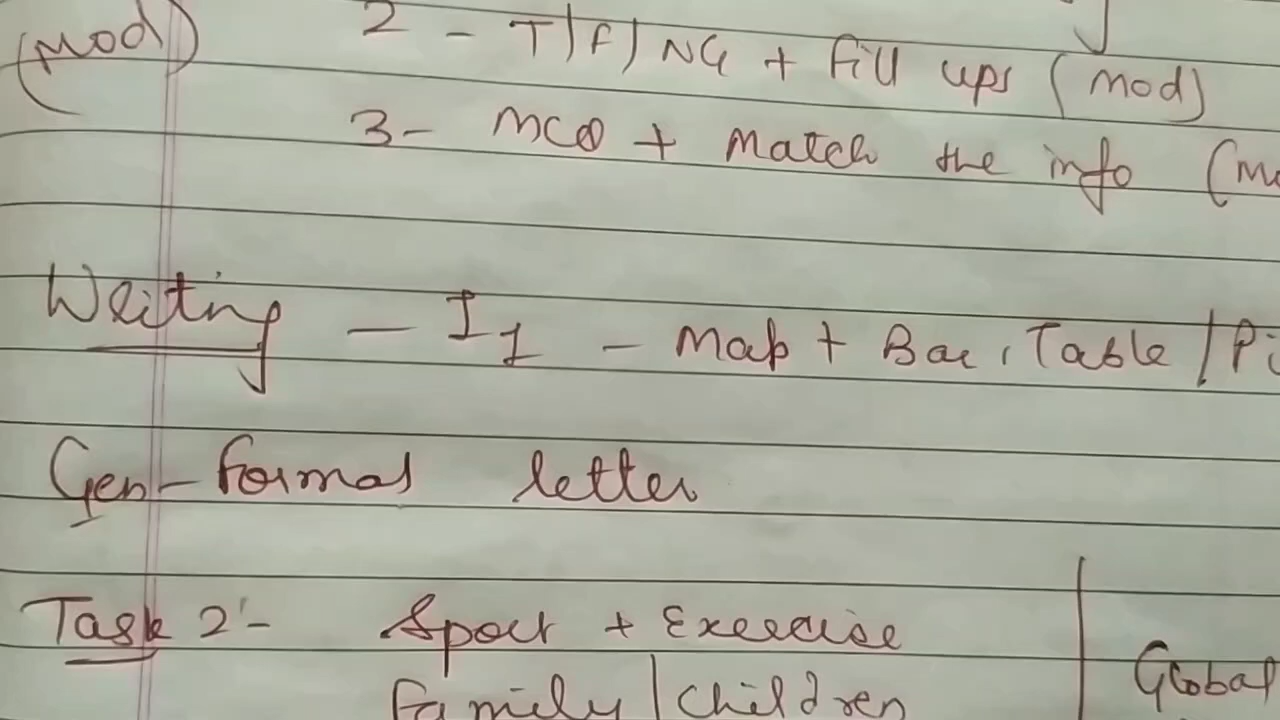 (Mod) 2 - T/F/NG + Fill ups (Mod)
3 - MCQ + Match the info
Writing - I1 - Map + Bar, Table /
Gen - Formal letter
Task 2 - Sport + Exercise
Family / Children
Global